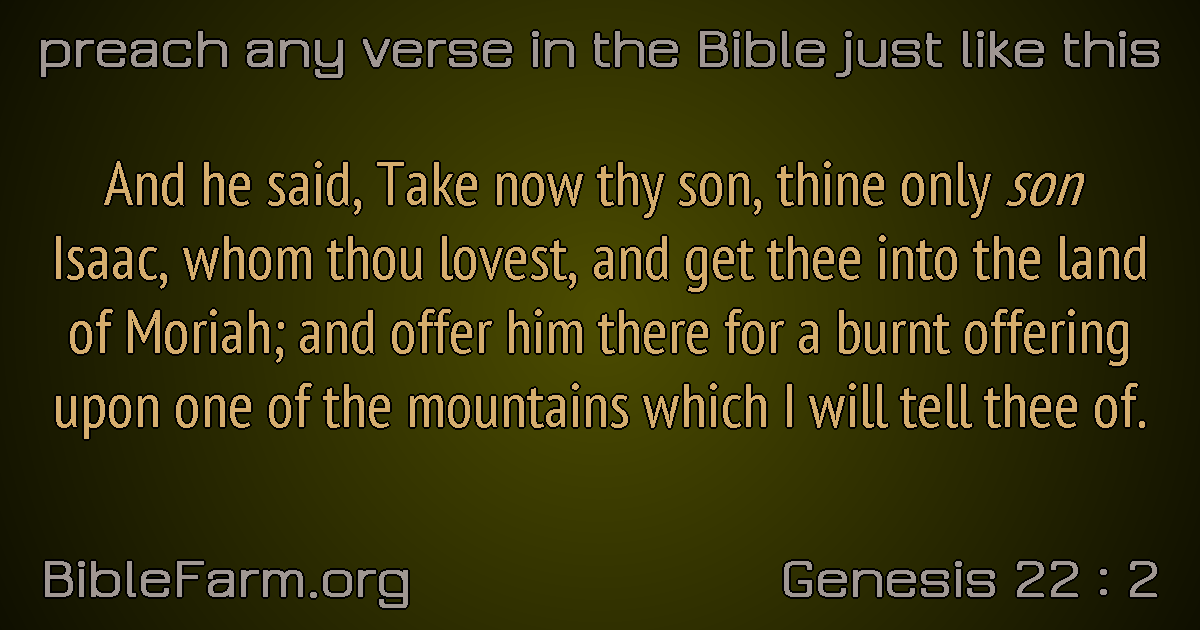 preach any verse in the Bible just like this
And he said, Take now thy son, thine only son
Isaac, whom thou lovest, and get thee into the land
of Moriah; and offer him there for a burnt offering
upon one of the mountains which I will tell thee of.
BibleFarm.org
Genesis 22 : 2